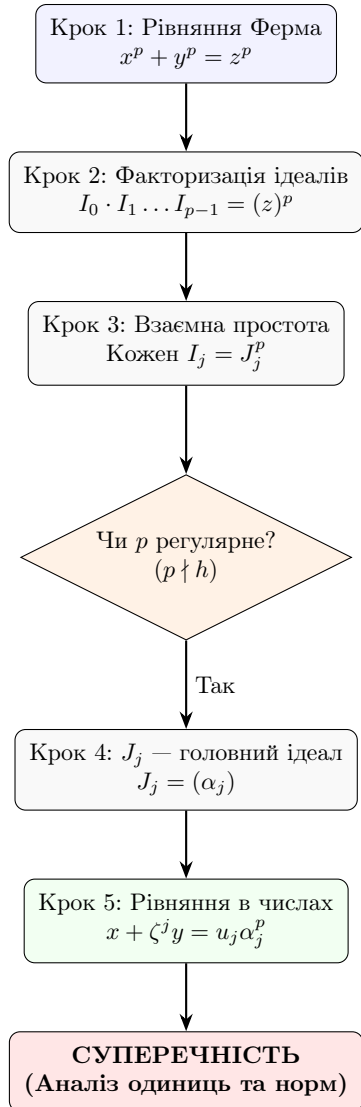 Крок 1: Рівняння Ферма
x^p + y^p = z^p
Крок 2: Факторизація ідеалів
I_0 · I_1 … I_{p−1} = (z)^p
Крок 3: Взаємна простота
Кожен I_j = J_j^p
Чи p регулярне?
(p ∤ h)
Так
Крок 4: J_j — головний ідеал
J_j = (α_j)
Крок 5: Рівняння в числах
x + ζ^j y = u_j α_j^p
СУПЕРЕЧНІСТЬ
(Аналіз одиниць та норм)